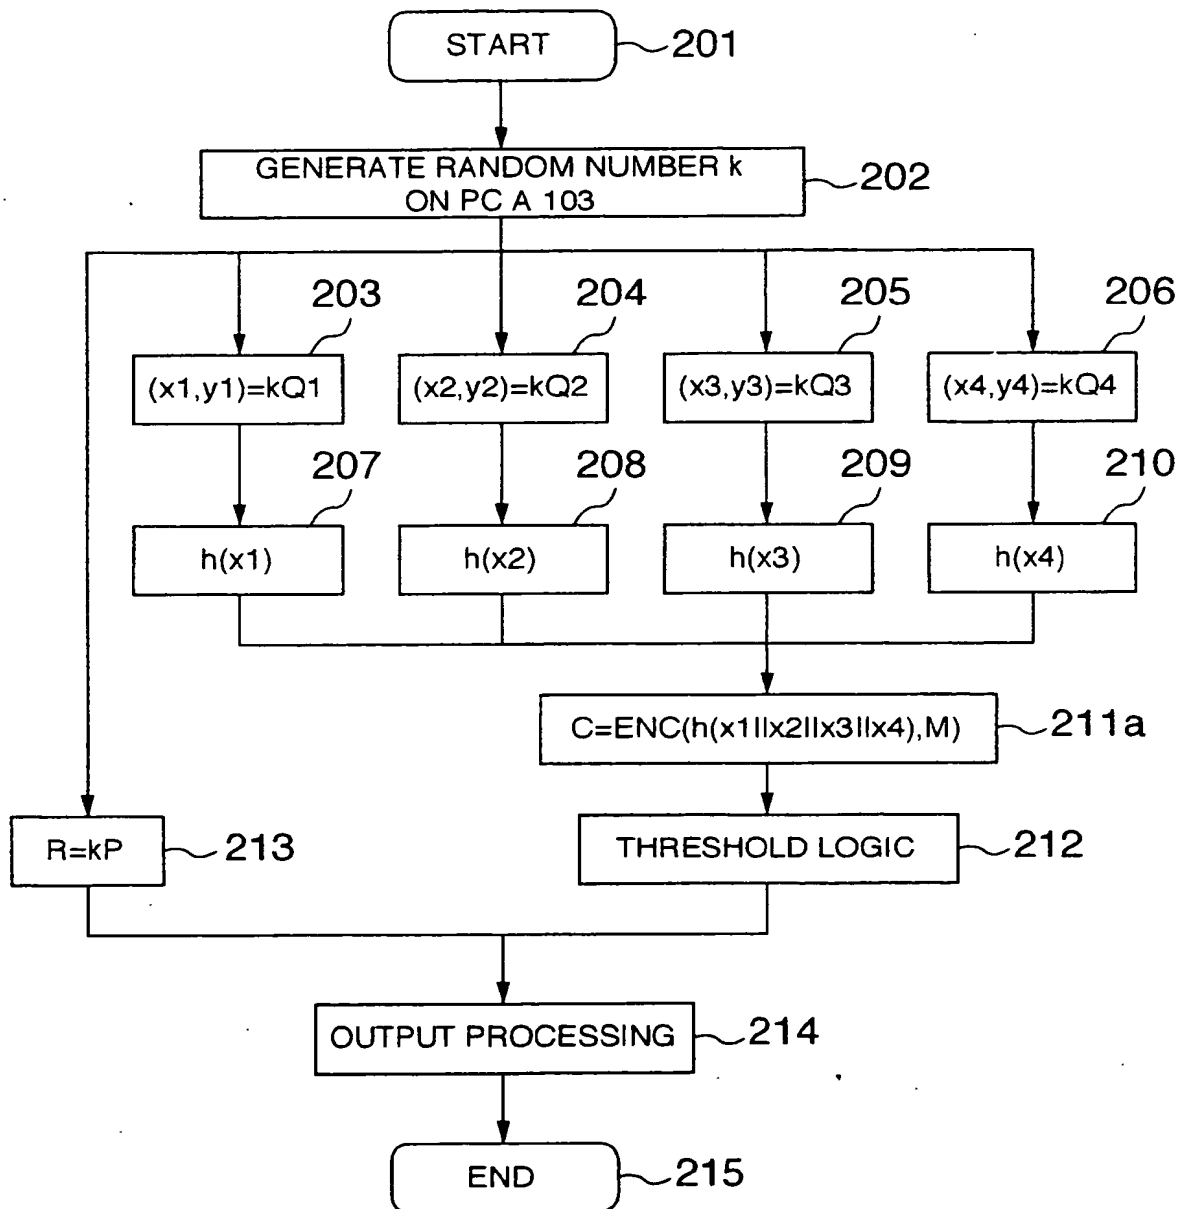 START
201
GENERATE RANDOM NUMBER k
ON PC A 103
202
203
204
205
206
(x1,y1)=kQ1
(x2,y2)=kQ2
(x3,y3)=kQ3
(x4,y4)=kQ4
207
208
209
210
h(x1)
h(x2)
h(x3)
h(x4)
C=ENC(h(x1||x2||x3||x4),M)
211a
R=kP
213
THRESHOLD LOGIC
212
OUTPUT PROCESSING
214
END
215